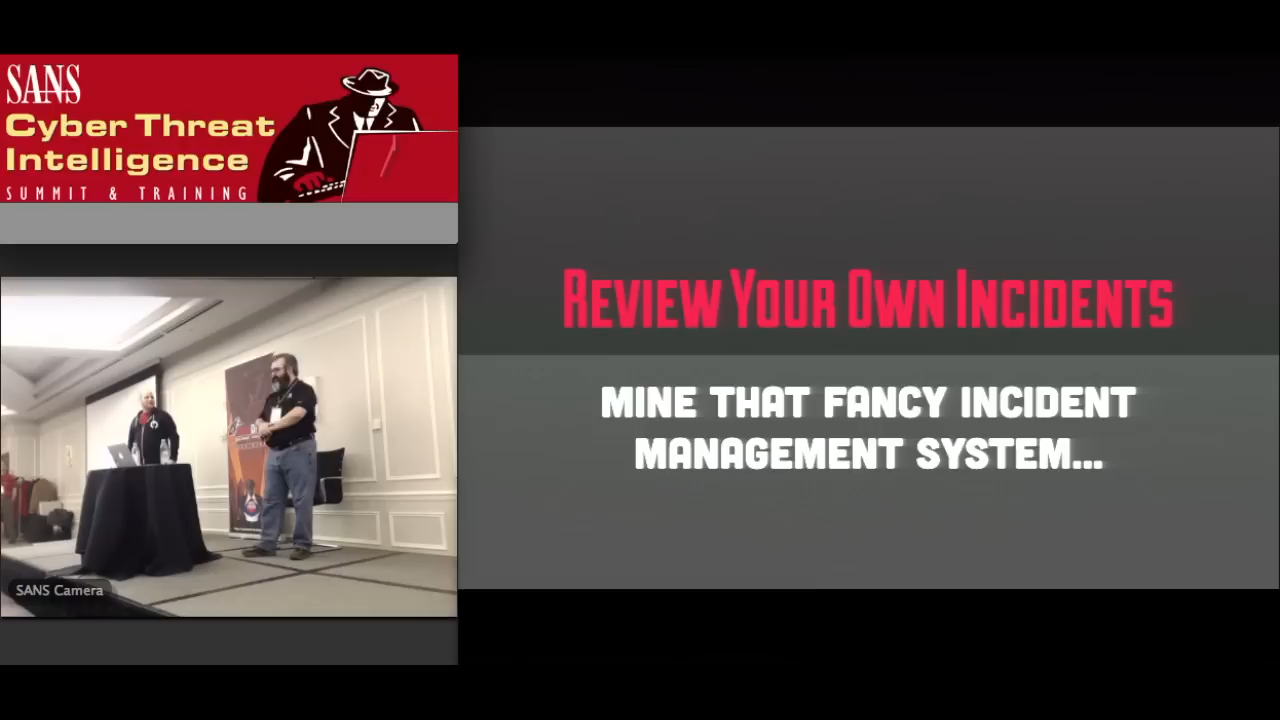 SANS
Cyber Threat
Intelligence
SUMMIT & TRAINING
REVIEW YOUR OWN INCIDENTS
MINE THAT FANCY INCIDENT
MANAGEMENT SYSTEM...
SANS Camera